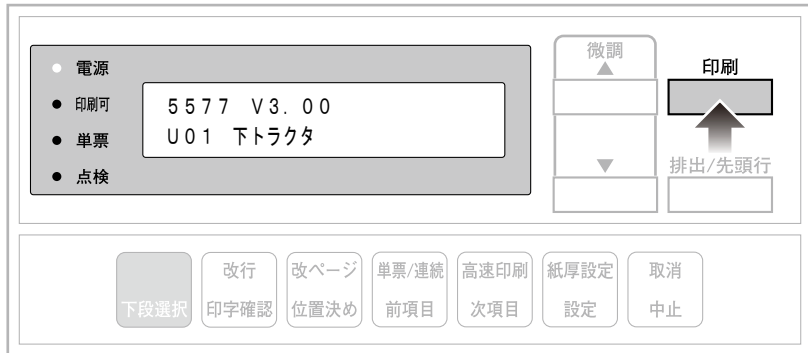 電源
印刷可
単票
点検
5577 V3.00
U01 下トラクタ
微調
▲
▼
印刷
排出/先頭行
下段選択
改行
印字確認
改ページ
位置決め
単票/連続
前項目
高速印刷
次項目
紙厚設定
設定
取消
中止